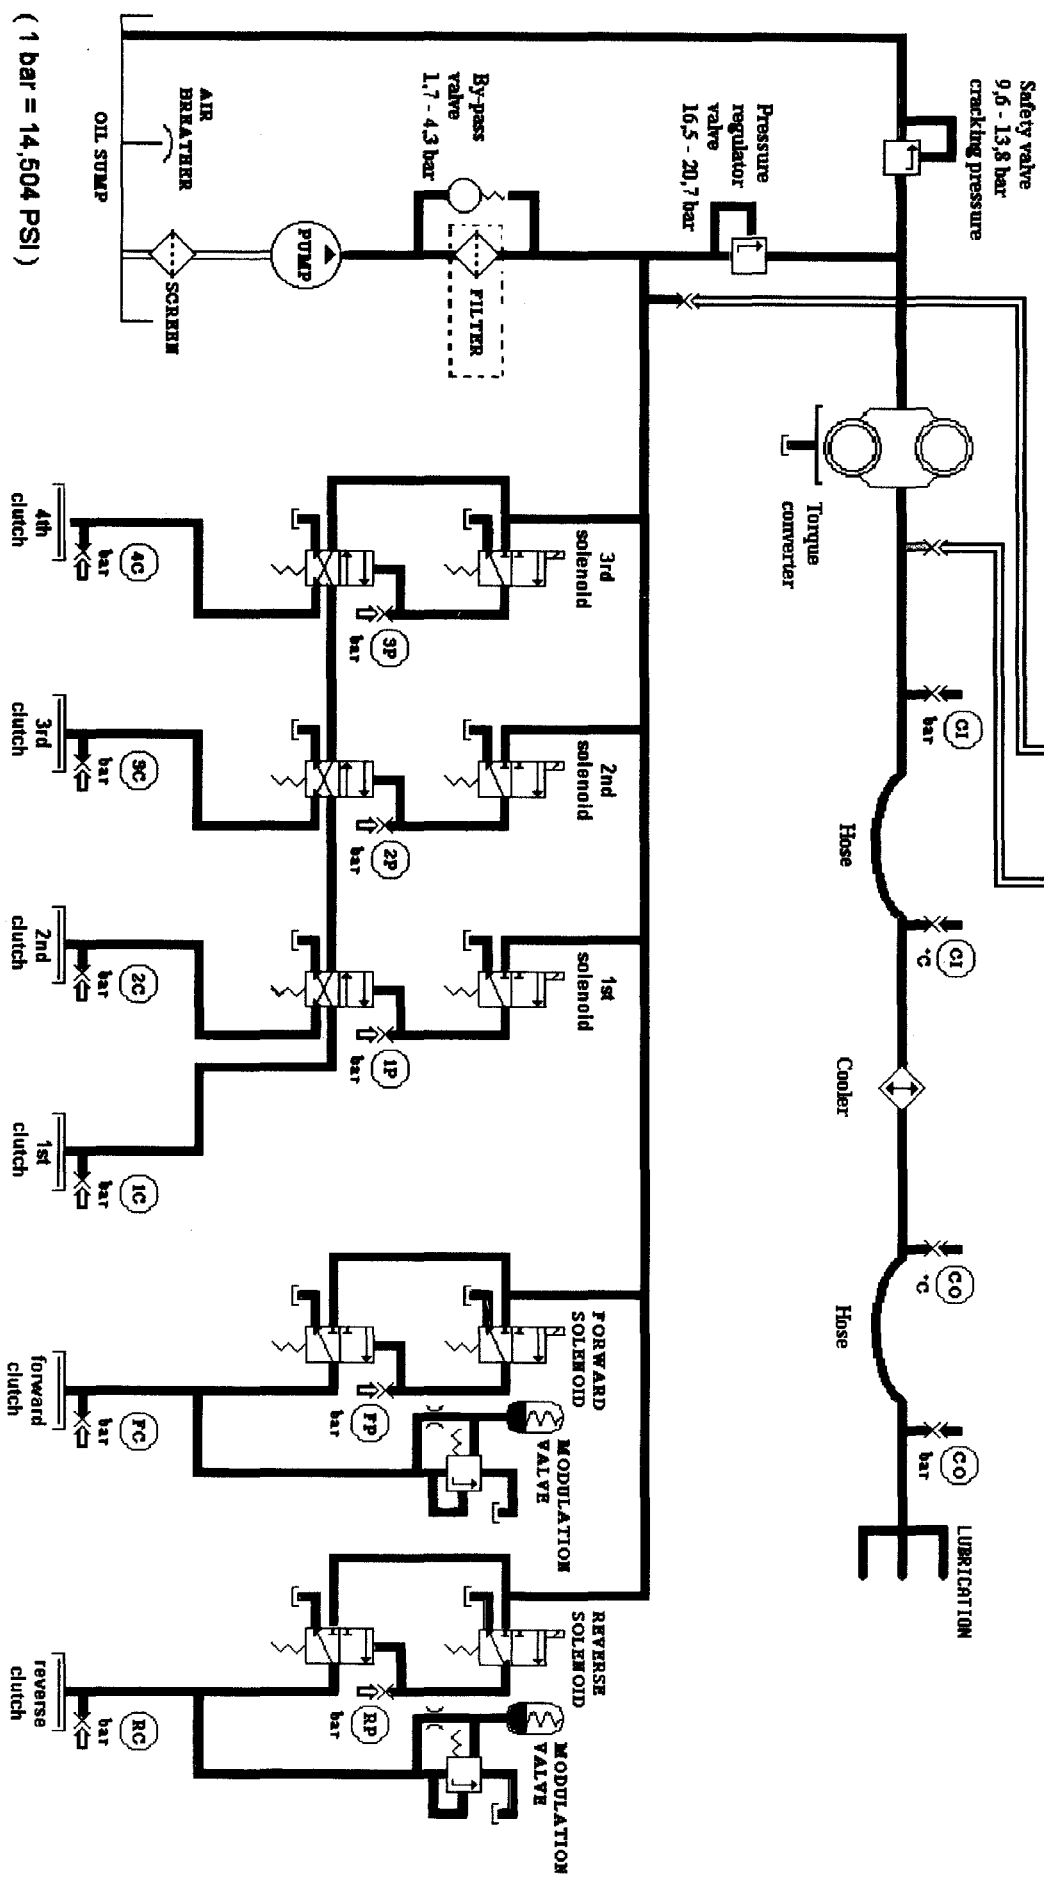 Safety valve
9,6 - 13,8 bar
cracking pressure
Pressure
regulator
valve
16,5 - 20,7 bar
By-pass
valve
1,7 - 4,3 bar
AIR
BREATHER
OIL SUMP
( 1 bar = 14,504 PSI )
SCREEN
PUMP
FILTER
Torque
converter
CI
bar
Hose
CI
°C
Cooler
CO
°C
Hose
CO
bar
LUBRICATION
3rd
solenoid
2nd
solenoid
1st
solenoid
FORWARD
SOLENOID
MODULATION
VALVE
REVERSE
SOLENOID
MODULATION
VALVE
3P
bar
2P
bar
1P
bar
FP
bar
RP
bar
4C
bar
3C
bar
2C
bar
1C
bar
FC
bar
RC
bar
4th
clutch
3rd
clutch
2nd
clutch
1st
clutch
forward
clutch
reverse
clutch